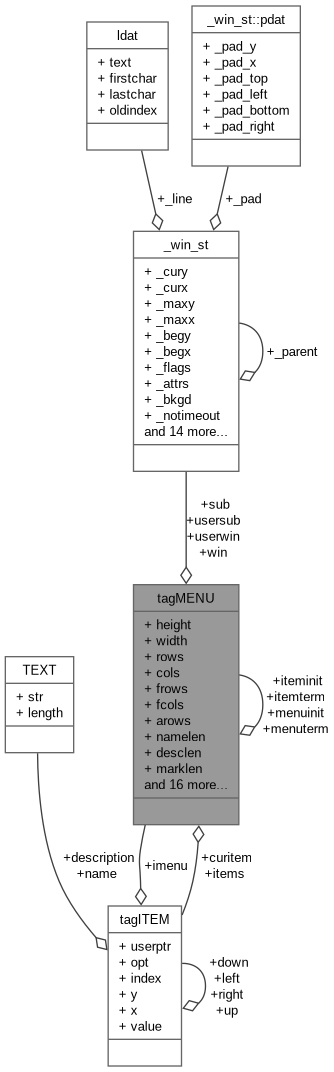 ldat
+ text
+ firstchar
+ lastchar
+ oldindex
_win_st::pdat
+ _pad_y
+ _pad_x
+ _pad_top
+ _pad_left
+ _pad_bottom
+ _pad_right
+_line
+_pad
_win_st
+ _cury
+ _curx
+ _maxy
+ _maxx
+ _begy
+ _begx
+ _flags
+ _attrs
+ _bkgd
+ _notimeout
and 14 more...
+_parent
+sub
+usersub
+userwin
+win
tagMENU
+ height
+ width
+ rows
+ cols
+ frows
+ fcols
+ arows
+ namelen
+ desclen
+ marklen
and 16 more...
+iteminit
+itemterm
+menuinit
+menuterm
TEXT
+ str
+ length
+description
+name
+imenu
+curitem
+items
tagITEM
+ userptr
+ opt
+ index
+ y
+ x
+ value
+down
+left
+right
+up